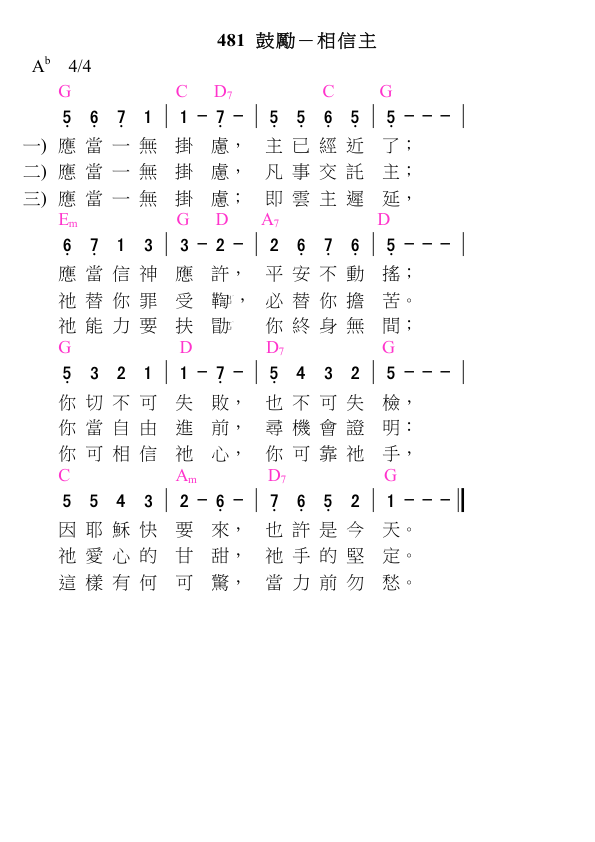 481 鼓勵－相信主
A♭ 4/4
G C D7 C G
5̣ 6̣ 7̣ 1 | 1 - 7̣ - | 5̣ 5̣ 6̣ 5̣ | 5̣ - - - |
一) 應當一無掛慮， 主已經近了；
二) 應當一無掛慮， 凡事交託主；
三) 應當一無掛慮； 即雲主遲延，
Em G D A7 D
6̣ 7̣ 1 3 | 3 - 2 - | 2 6̣ 7̣ 6̣ | 5̣ - - - |
應當信神應許， 平安不動搖；
祂替你罪受鞠， 必替你擔苦。
祂能力要扶勖 你終身無間；
G D D7 G
5̣ 3 2 1 | 1 - 7̣ - | 5̣ 4 3 2 | 5 - - - |
你切不可失敗， 也不可失檢，
你當自由進前， 尋機會證明：
你可相信祂心， 你可靠祂手，
C Am D7 G
5 5 4 3 | 2 - 6̣ - | 7̣ 6̣ 5̣ 2 | 1 - - - ‖
因耶穌快要來， 也許是今天。
祂愛心的甘甜， 祂手的堅定。
這樣有何可驚， 當力前勿愁。